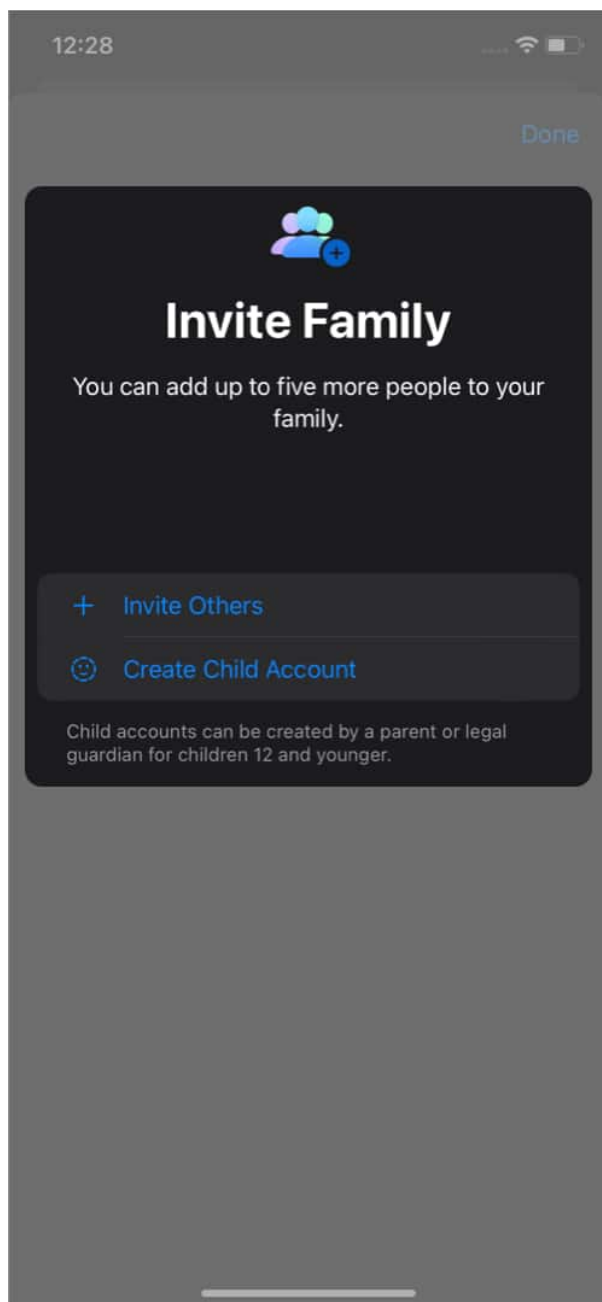 12:28
Done
Invite Family
You can add up to five more people to your
family.
Invite Others
Create Child Account
Child accounts can be created by a parent or legal
guardian for children 12 and younger.